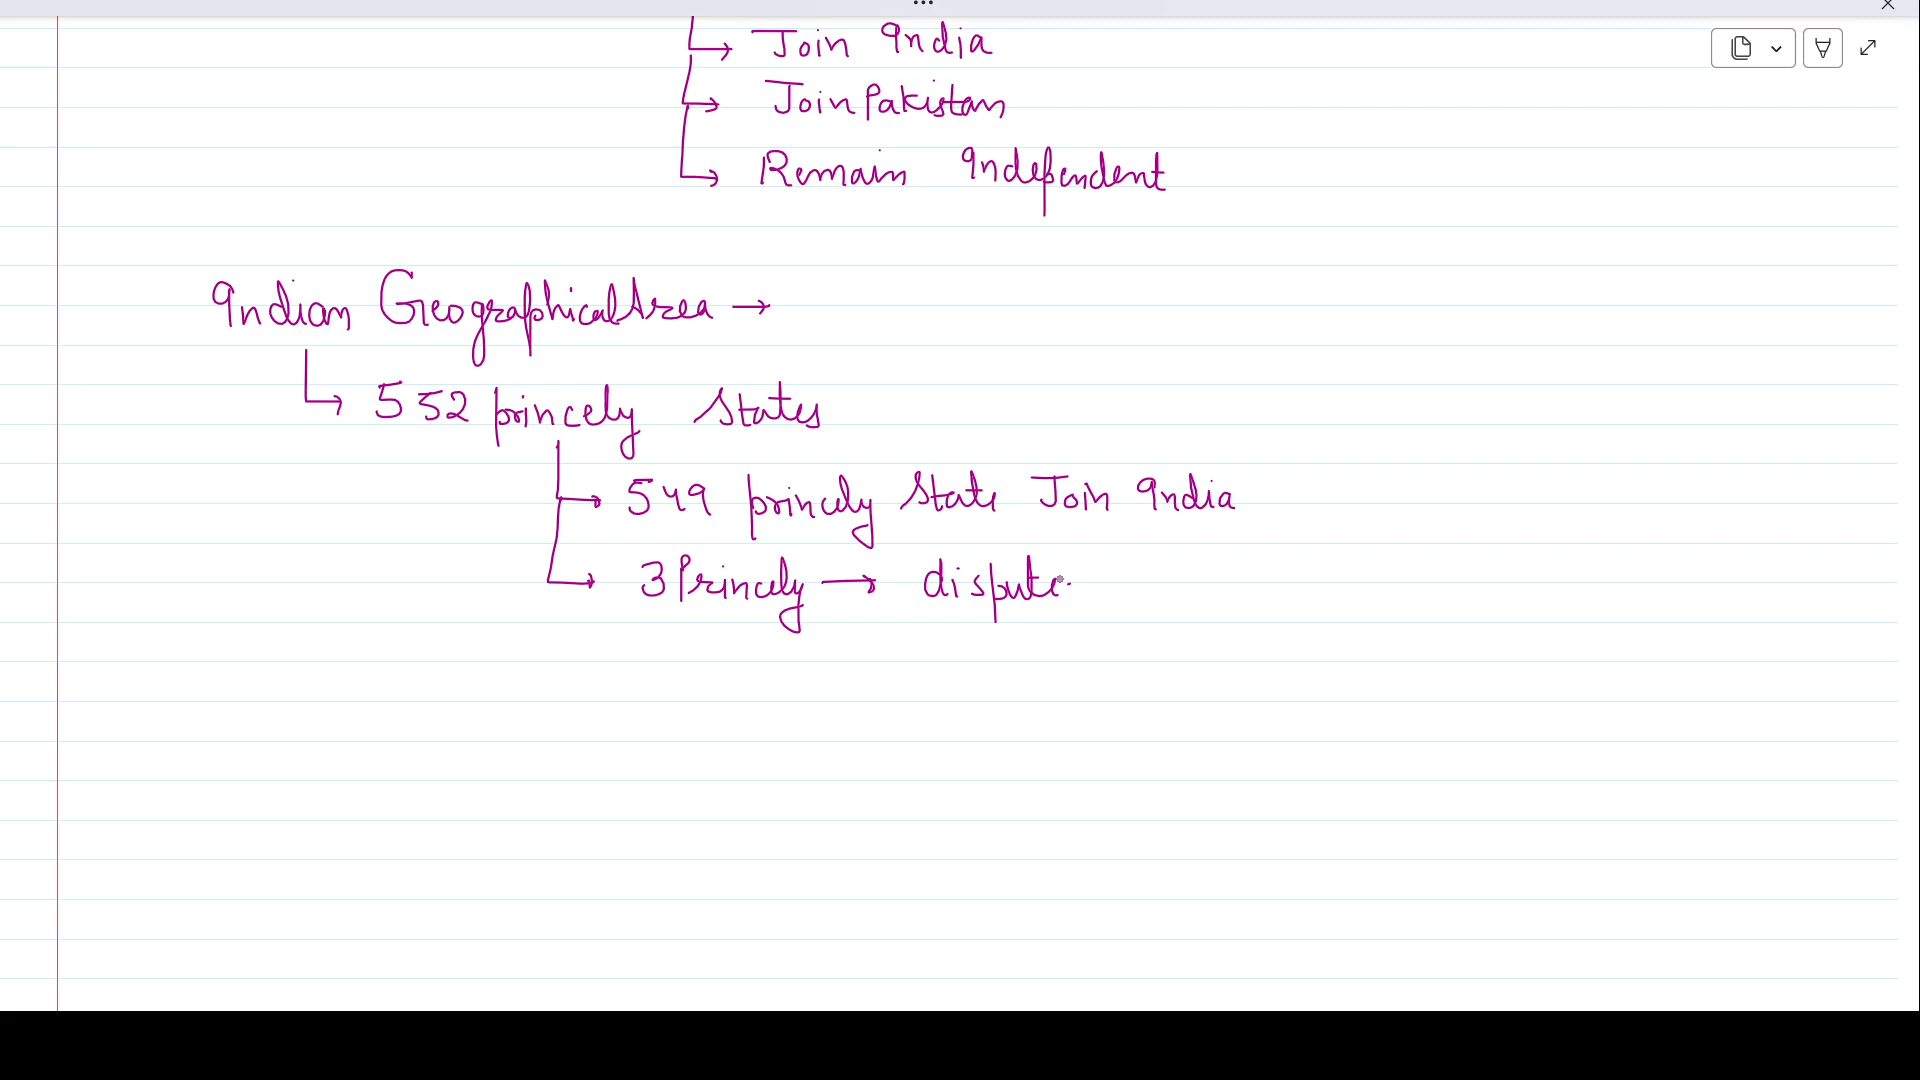 → Join India
→ Join Pakistan
→ Remain Independent
Indian Geographical Area →
→ 552 princely states
→ 549 princely state Join India
→ 3 Princely → dispute.